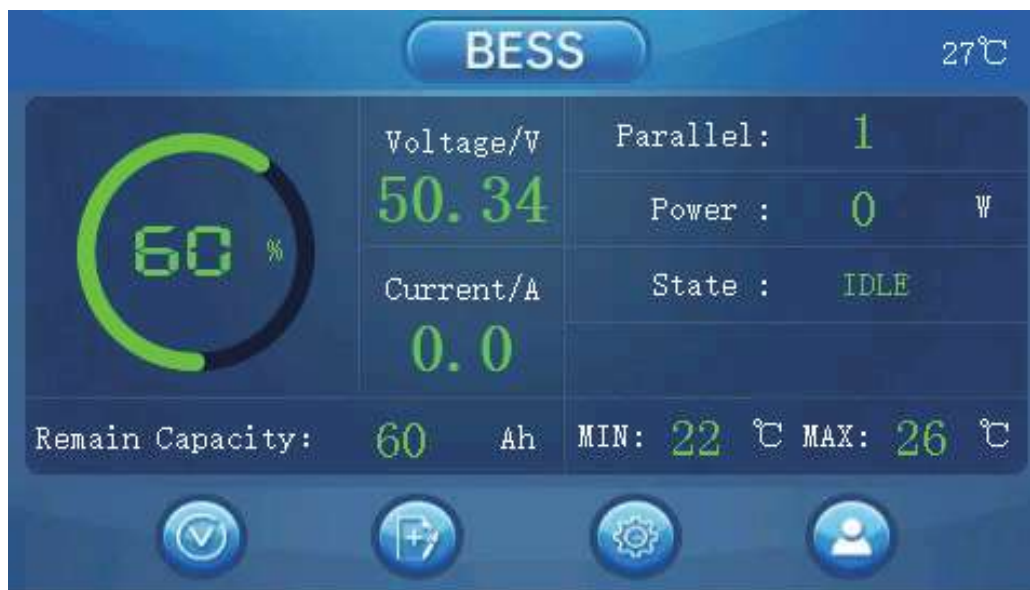 BESS
27℃
60 %
Voltage/V
50.34
Current/A
0.0
Parallel: 1
Power : 0 W
State : IDLE
Remain Capacity: 60 Ah
MIN: 22 ℃ MAX: 26 ℃